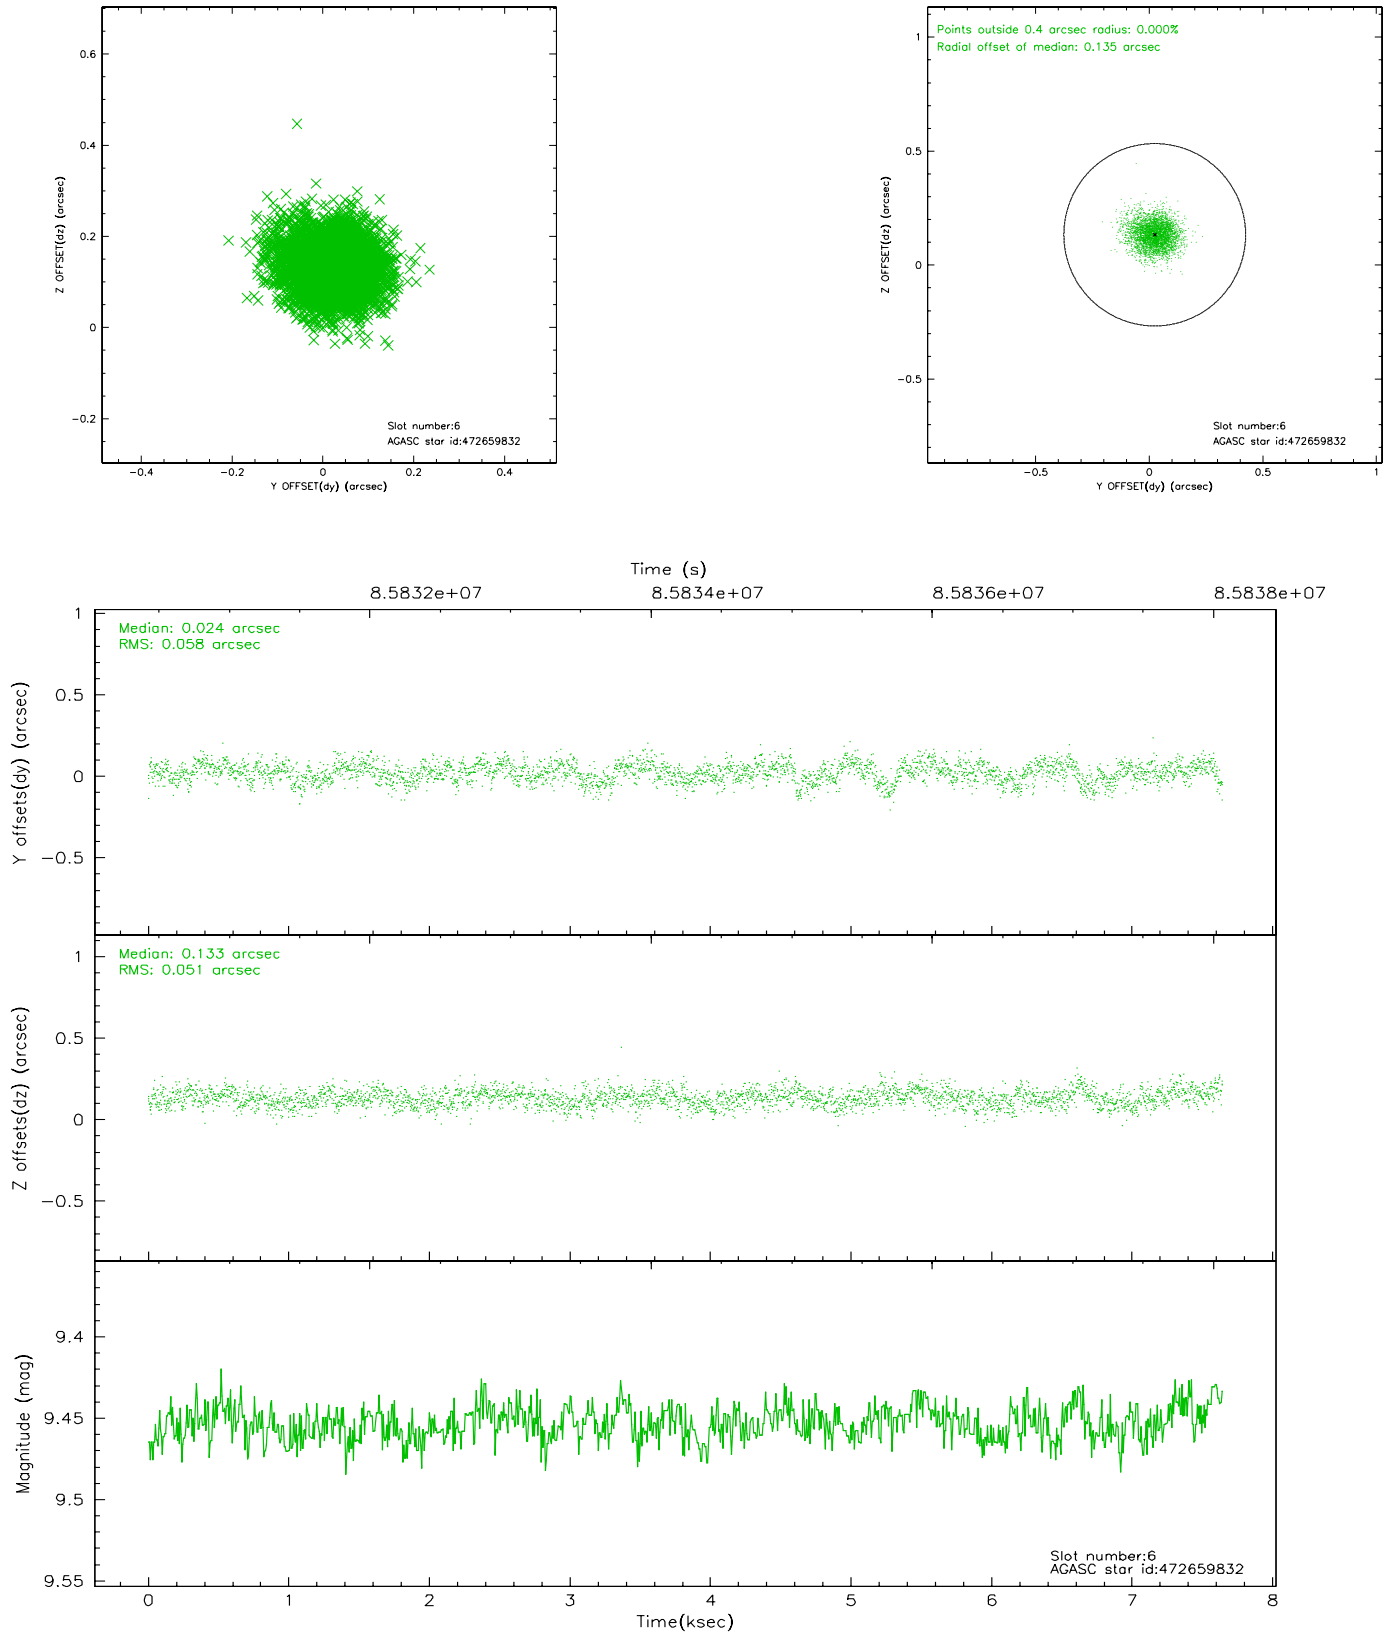 0.6
0.4
0.2
0
−0.2
Z OFFSET(dz) (arcsec)
Slot number:6
AGASC star id:472659832
−0.4 −0.2 0 0.2 0.4
Y OFFSET(dy) (arcsec)
Points outside 0.4 arcsec radius: 0.000%
Radial offset of median: 0.135 arcsec
1
0.5
0
−0.5
Z OFFSET(dz) (arcsec)
Slot number:6
AGASC star id:472659832
−0.5 0 0.5 1
Y OFFSET(dy) (arcsec)
Time (s)
8.5832e+07 8.5834e+07 8.5836e+07 8.5838e+07
Median: 0.024 arcsec
RMS: 0.058 arcsec
1
0.5
0
−0.5
Y offsets(dy) (arcsec)
Median: 0.133 arcsec
RMS: 0.051 arcsec
1
0.5
0
−0.5
Z offsets(dz) (arcsec)
9.4
9.45
9.5
9.55
Magnitude (mag)
Slot number:6
AGASC star id:472659832
0 1 2 3 4 5 6 7 8
Time(ksec)